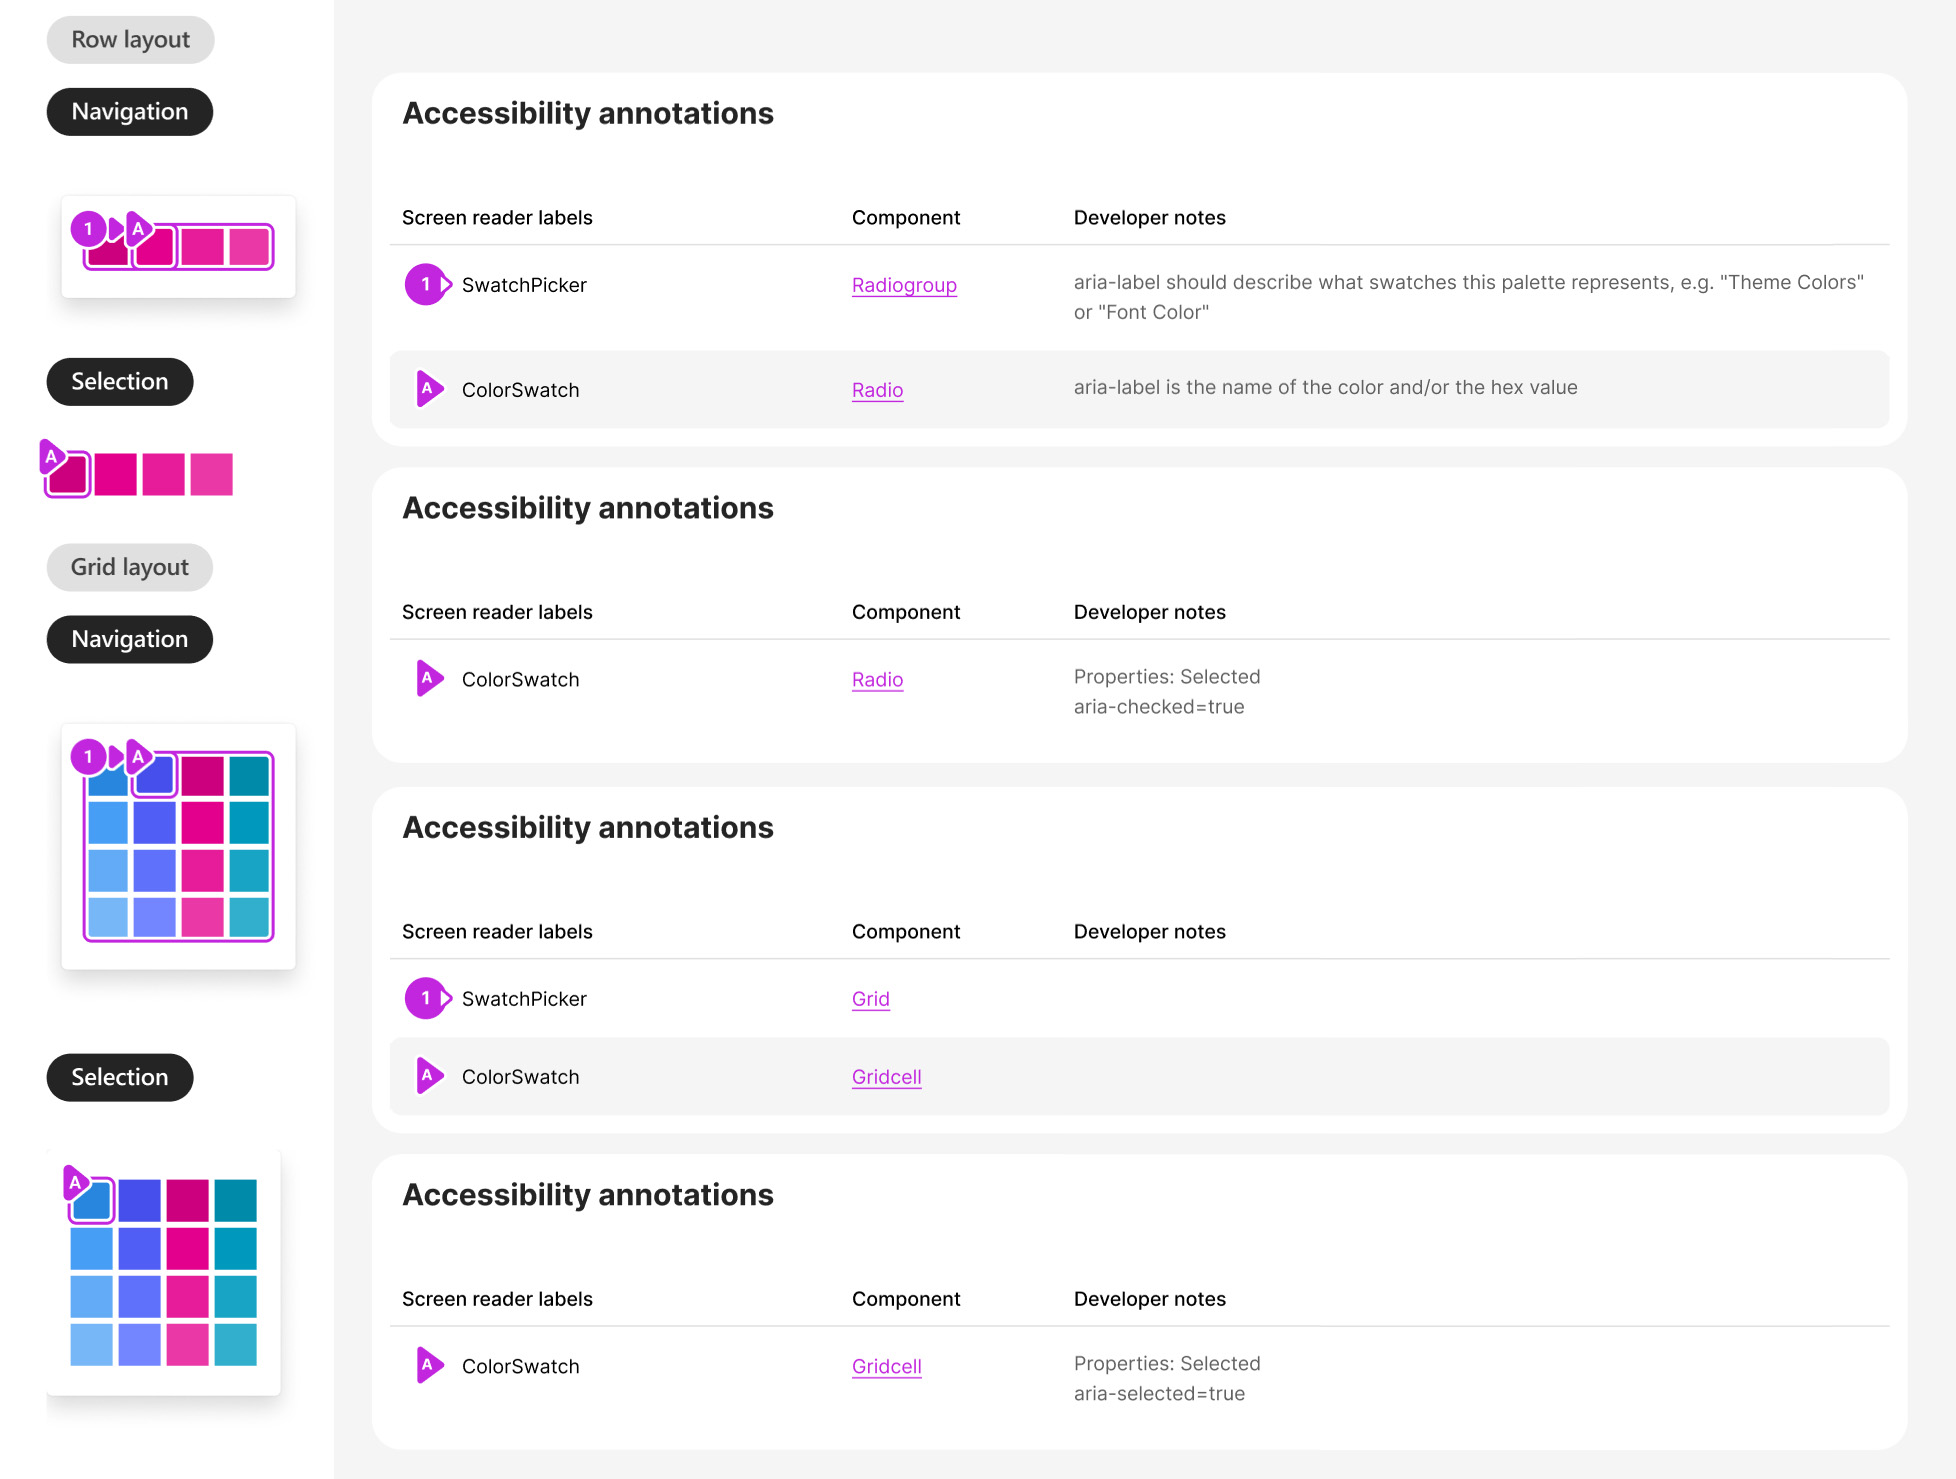 Row layout
Navigation
1 A
Selection
A
Grid layout
Navigation
1 A
Selection
A
Accessibility annotations
Screen reader labels Component Developer notes
1 SwatchPicker Radiogroup aria-label should describe what swatches this palette represents, e.g. "Theme Colors"
or "Font Color"
A ColorSwatch Radio aria-label is the name of the color and/or the hex value
Accessibility annotations
Screen reader labels Component Developer notes
A ColorSwatch Radio Properties: Selected
aria-checked=true
Accessibility annotations
Screen reader labels Component Developer notes
1 SwatchPicker Grid
A ColorSwatch Gridcell
Accessibility annotations
Screen reader labels Component Developer notes
A ColorSwatch Gridcell Properties: Selected
aria-selected=true